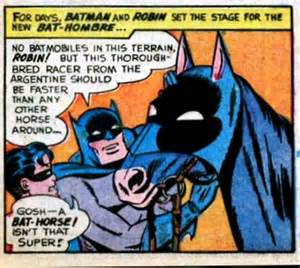 FOR DAYS, BATMAN AND ROBIN SET THE STAGE FOR THE
NEW BAT-HOMBRE...
NO BATMOBILES IN THIS TERRAIN,
ROBIN! BUT THIS THOROUGH-
BRED RACER FROM THE
ARGENTINE SHOULD
BE FASTER
THAN ANY
OTHER
HORSE
AROUND...
GOSH--A
BAT-HORSE!
ISN'T THAT
SUPER!